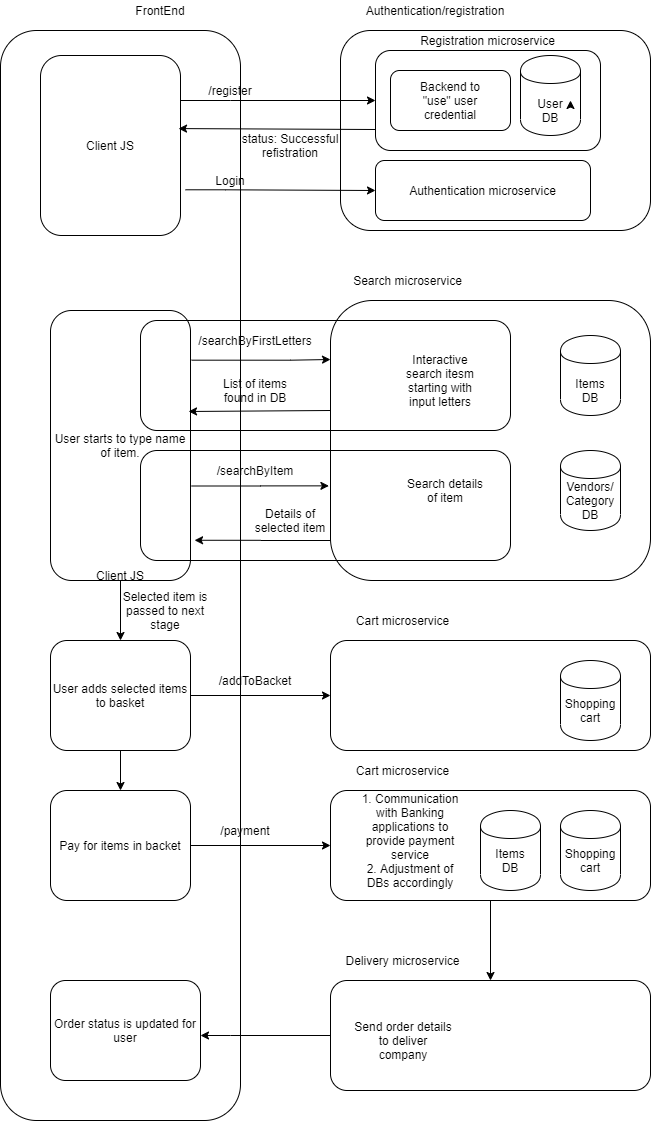 FrontEnd
Authentication/registration
Registration microservice
Client JS
/register
Backend to
"use" user
credential
User
DB
status: Successful
refistration
Login
Authentication microservice
Search microservice
User starts to type name
of item.
/searchByFirstLetters
List of items
found in DB
Interactive
search itesm
starting with
input letters
Items
DB
/searchByItem
Details of
selected item
Search details
of item
Vendors/
Category
DB
Client JS
Selected item is
passed to next
stage
Cart microservice
User adds selected items
to basket
/addToBacket
Shopping
cart
Cart microservice
Pay for items in backet
/payment
1. Communication
with Banking
applications to
provide payment
service
2. Adjustment of
DBs accordingly
Items
DB
Shopping
cart
Delivery microservice
Order status is updated for
user
Send order details
to deliver
company